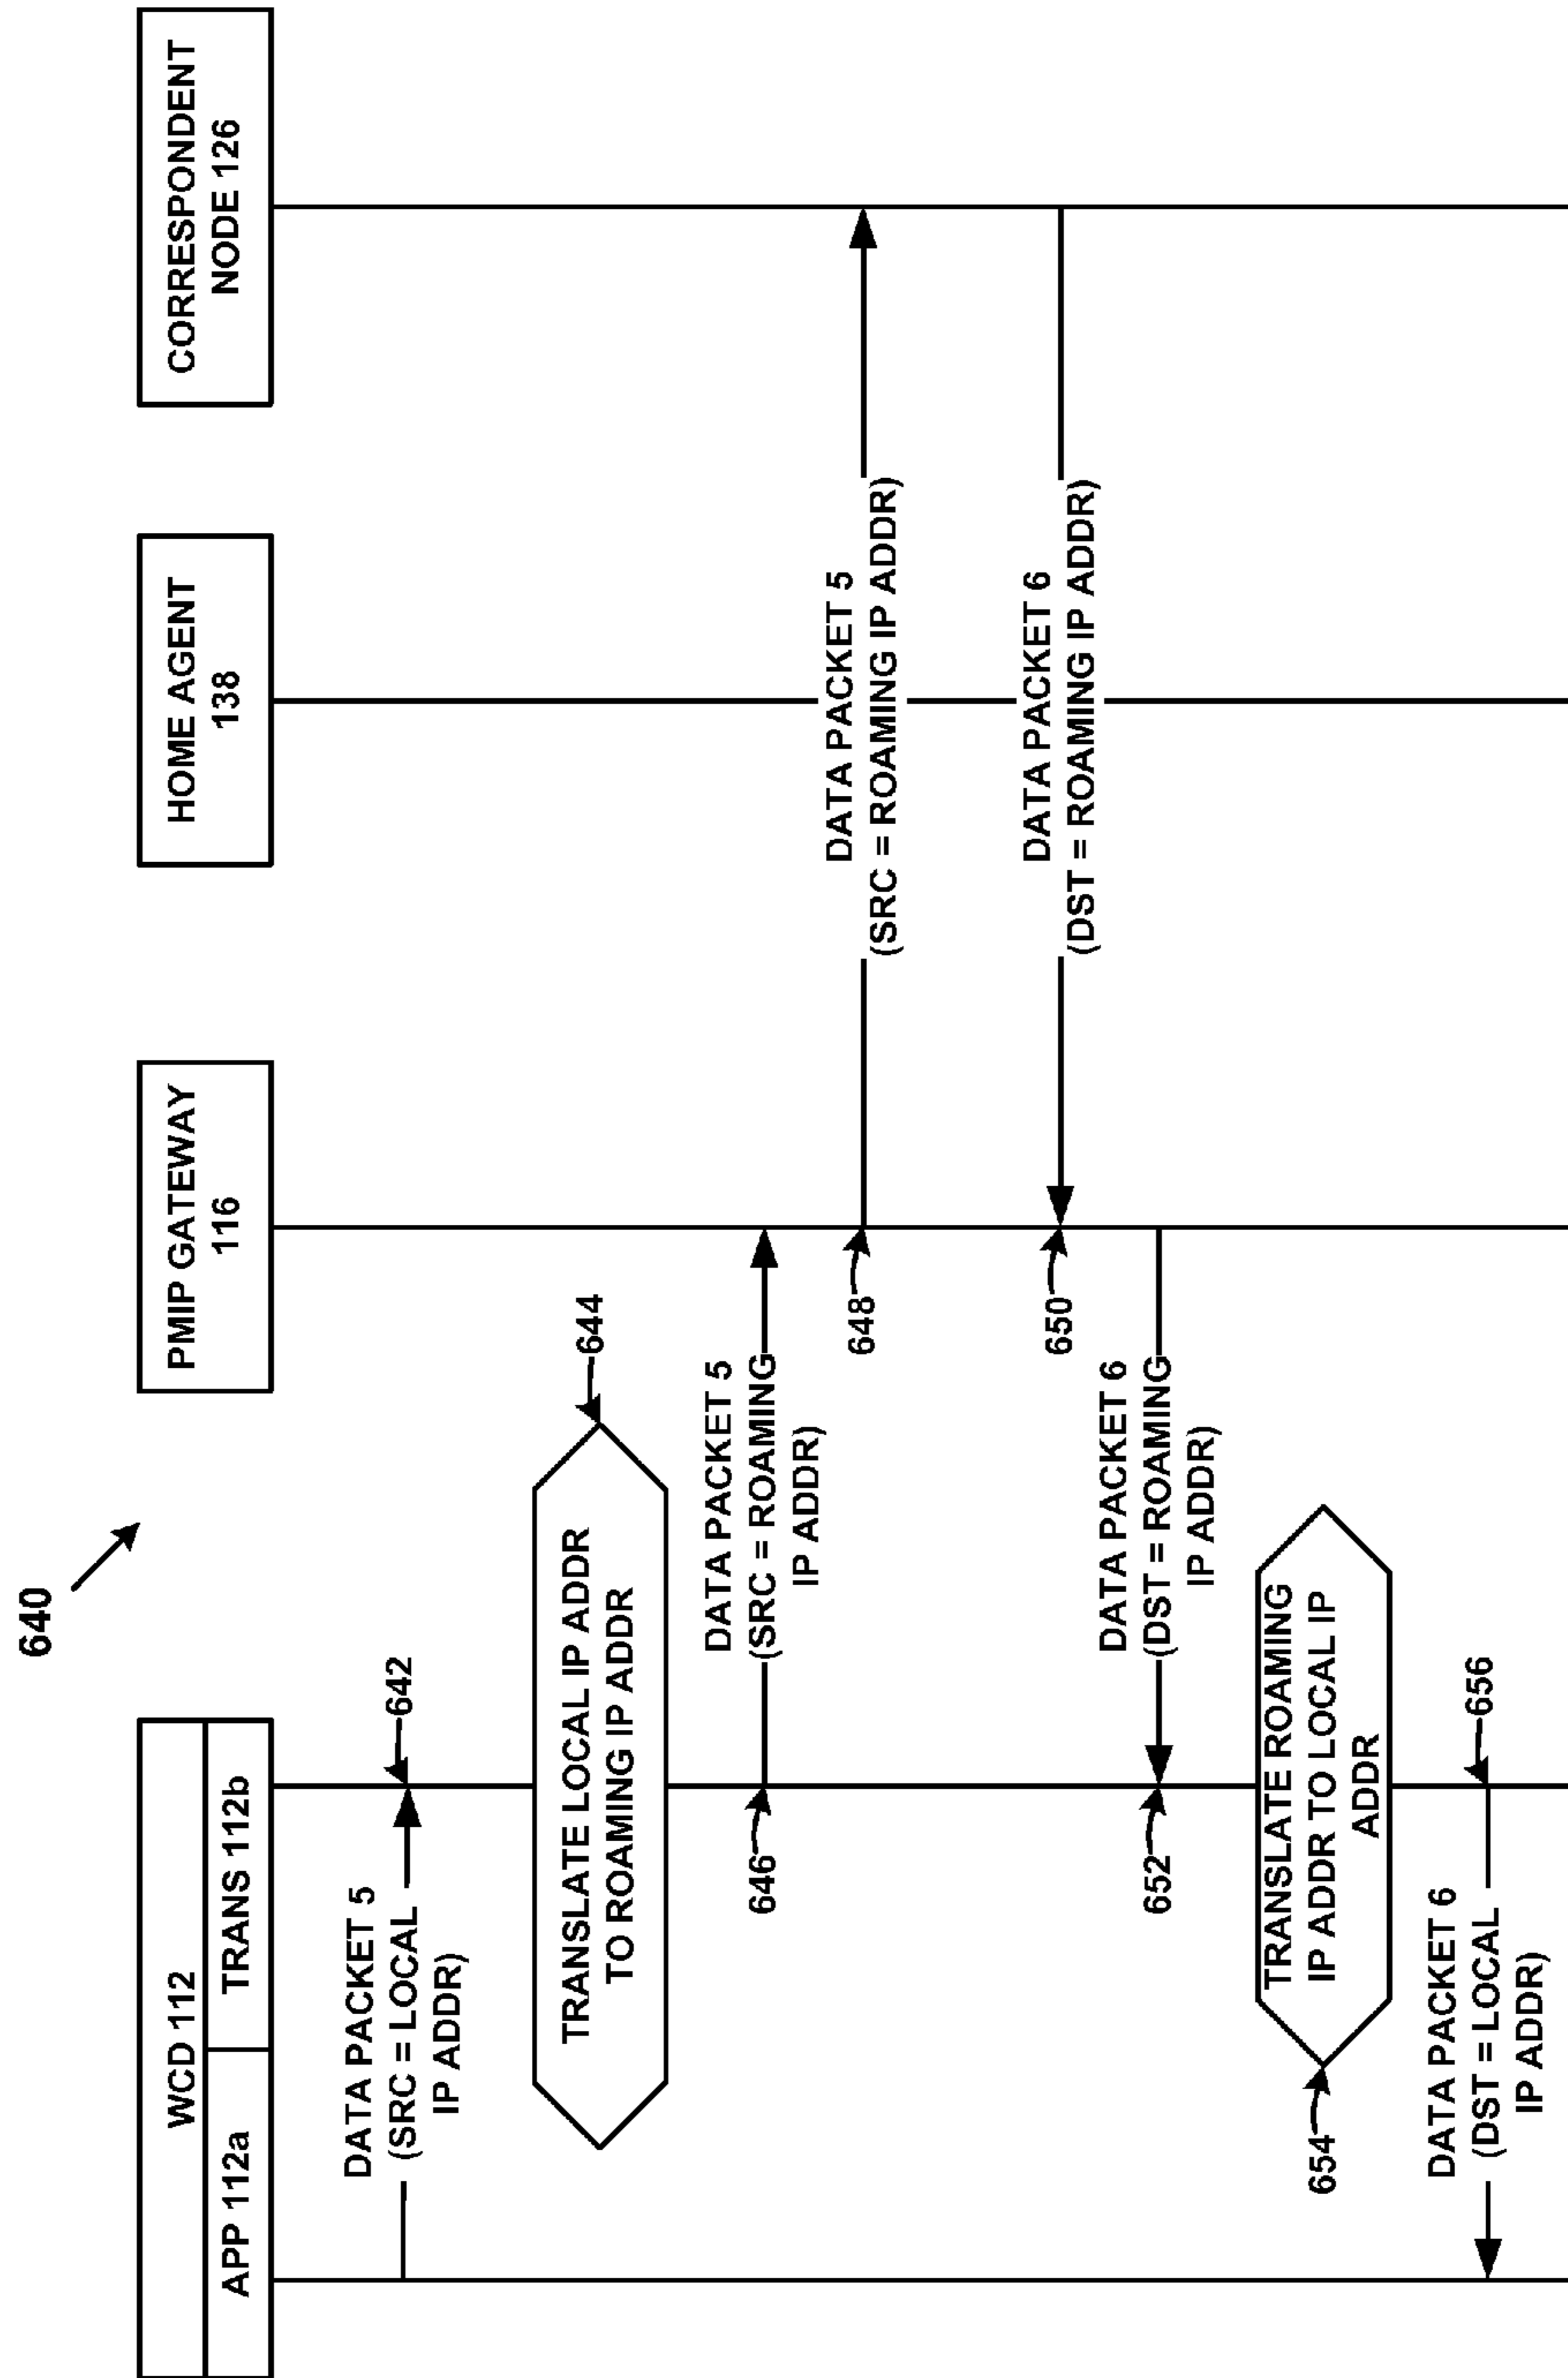 640
WCD 112
APP 112a
TRANS 112b
PMIP GATEWAY
116
HOME AGENT
138
CORRESPONDENT
NODE 126
DATA PACKET 5
(SRC = LOCAL
IP ADDR)
642
TRANSLATE LOCAL IP ADDR
TO ROAMING IP ADDR
644
DATA PACKET 5
(SRC = ROAMING
IP ADDR)
646
DATA PACKET 5
(SRC = ROAMING IP ADDR)
648
DATA PACKET 6
(DST = ROAMING IP ADDR)
650
DATA PACKET 6
(DST = ROAMING
IP ADDR)
652
TRANSLATE ROAMING
IP ADDR TO LOCAL IP
ADDR
654
DATA PACKET 6
(DST = LOCAL
IP ADDR)
656